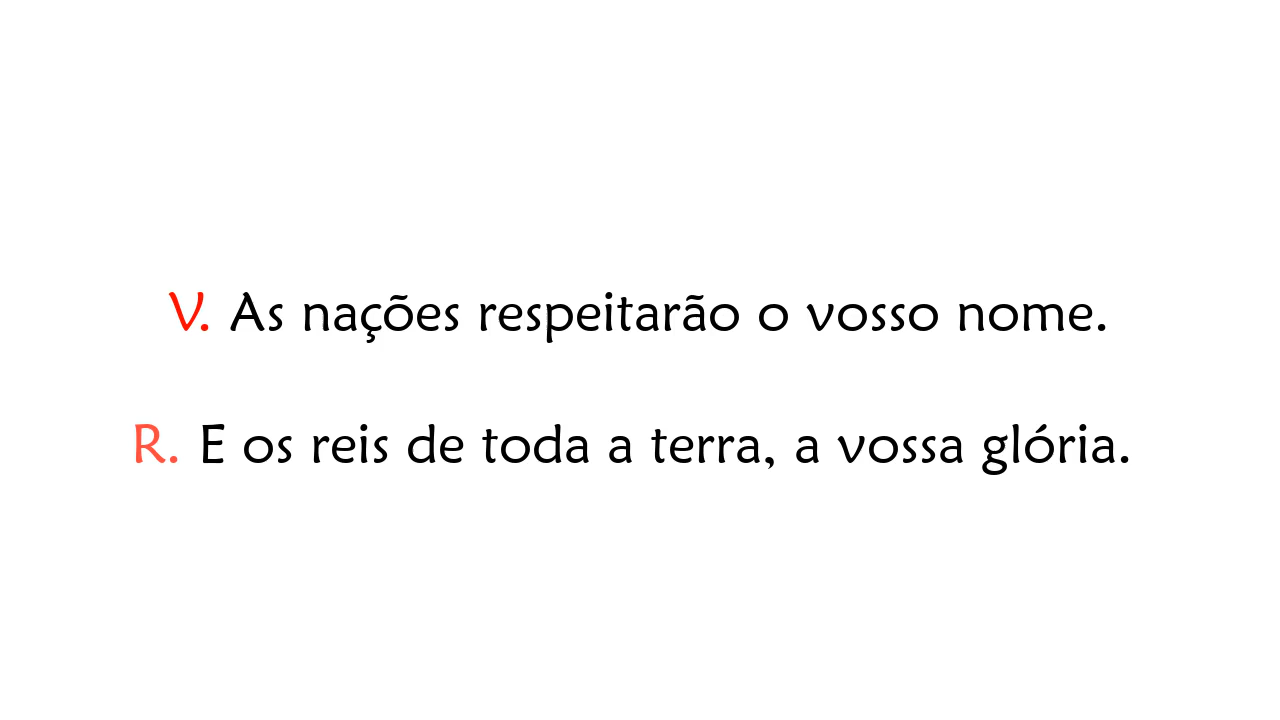 V. As nações respeitarão o vosso nome.
R. E os reis de toda a terra, a vossa glória.